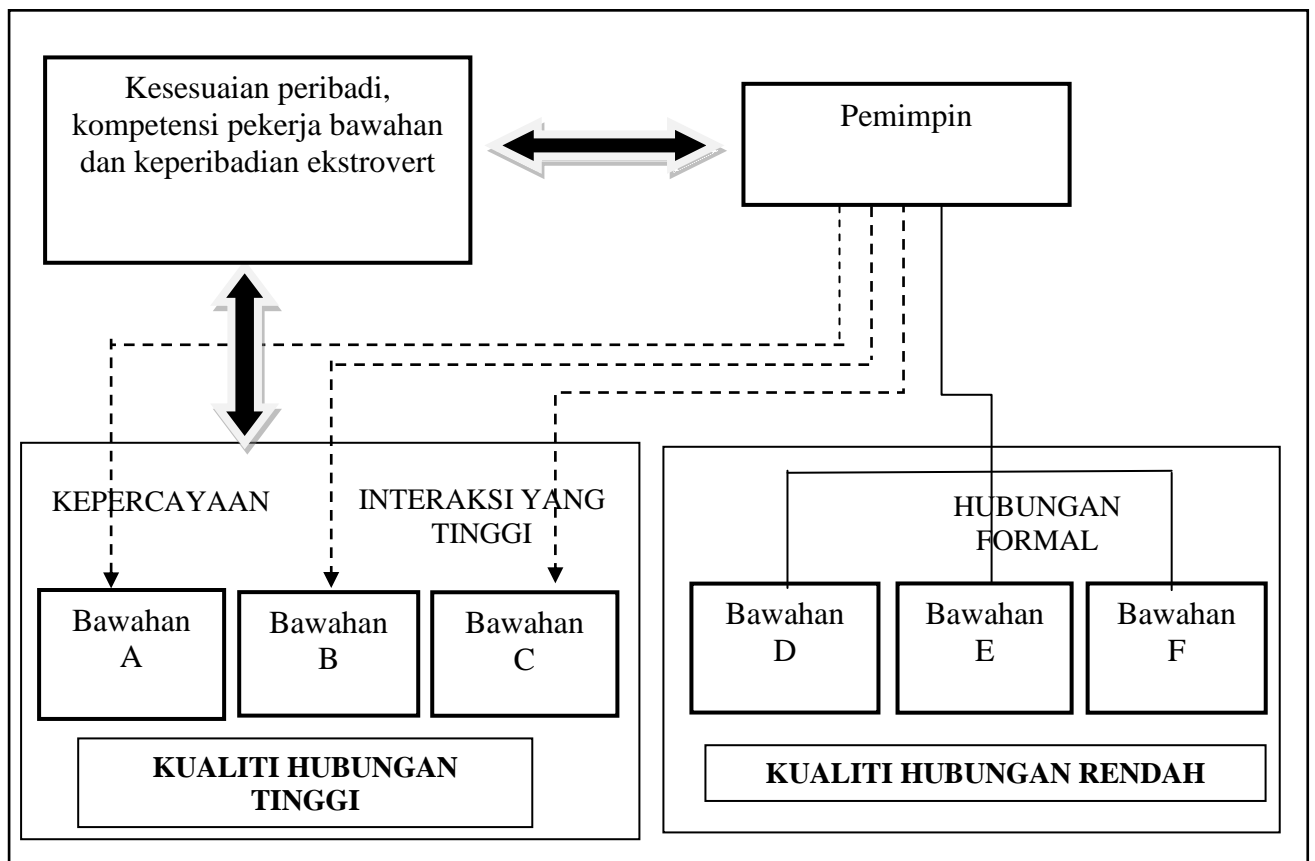 Kesesuaian peribadi,
kompetensi pekerja bawahan
dan keperibadian ekstrovert
Pemimpin
KEPERCAYAAN
INTERAKSI YANG
TINGGI
HUBUNGAN
FORMAL
Bawahan
A
Bawahan
B
Bawahan
C
Bawahan
D
Bawahan
E
Bawahan
F
KUALITI HUBUNGAN
TINGGI
KUALITI HUBUNGAN RENDAH